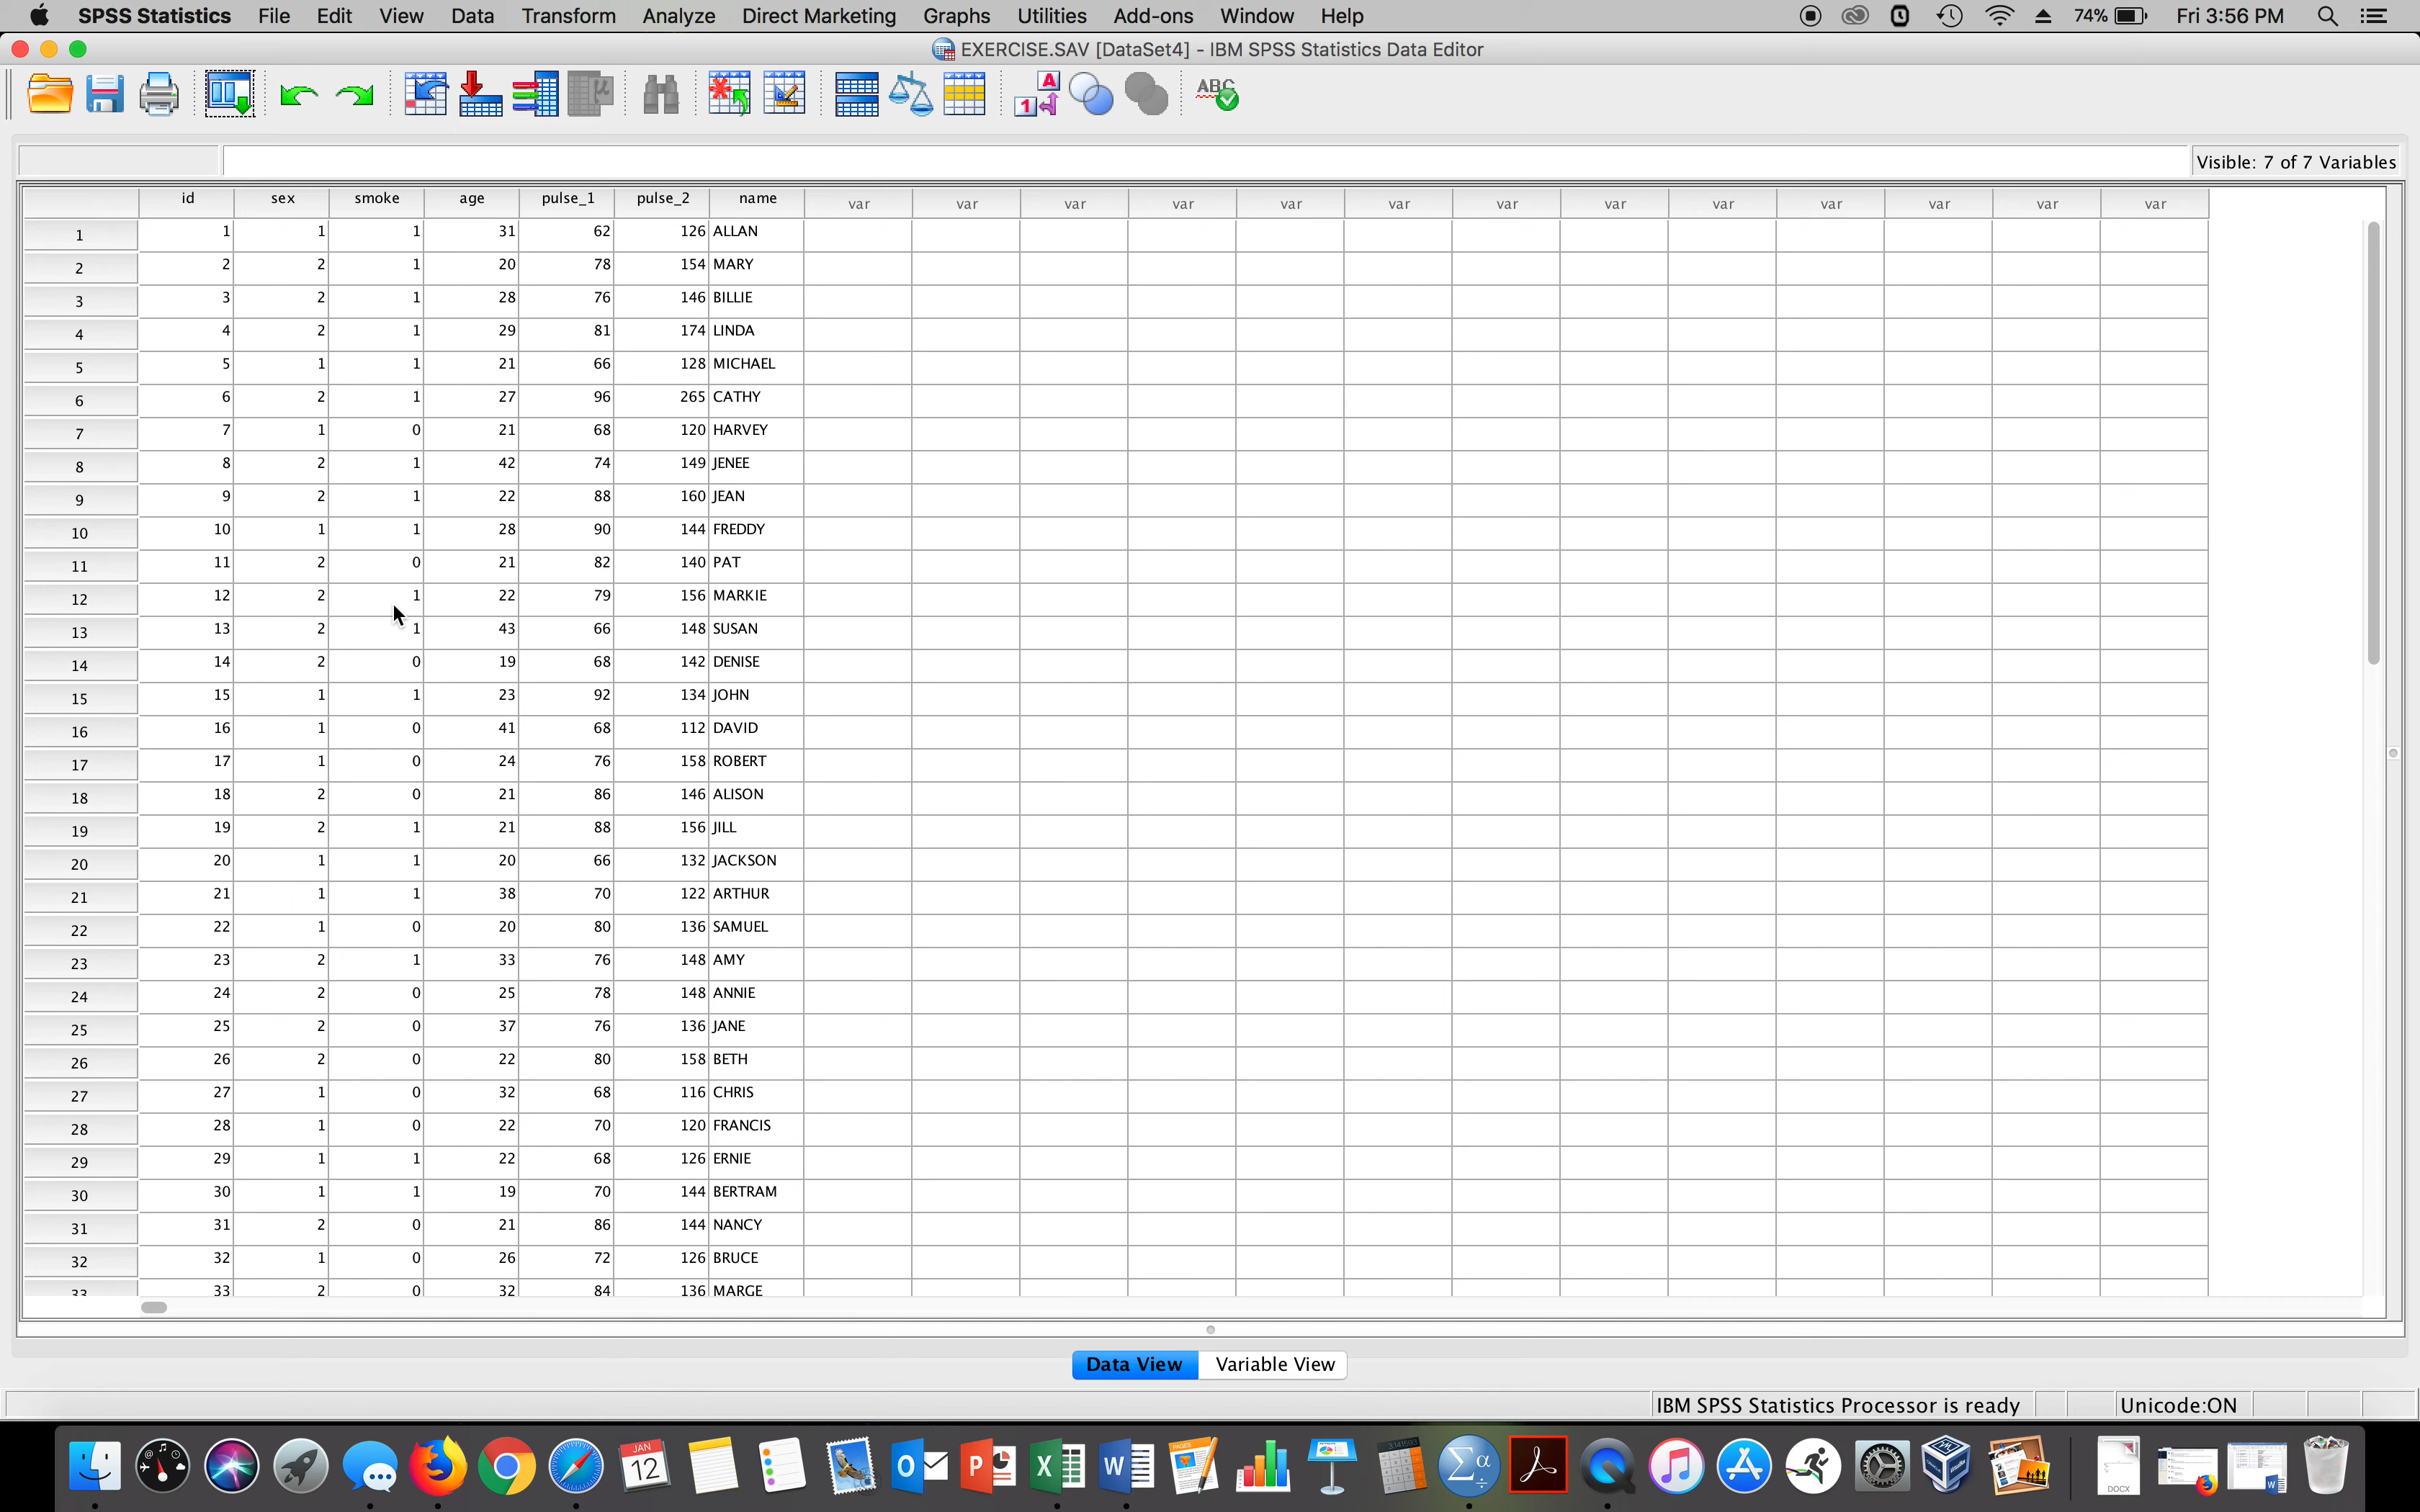 SPSS Statistics File Edit View Data Transform Analyze Direct Marketing Graphs Utilities Add-ons Window Help 74% Fri 3:56 PM
EXERCISE.SAV [DataSet4] - IBM SPSS Statistics Data Editor
Visible: 7 of 7 Variables
id sex smoke age pulse_1 pulse_2 name var var var var var var var var var var var var var
1 1 1 1 31 62 126 ALLAN
2 2 2 1 20 78 154 MARY
3 3 2 1 28 76 146 BILLIE
4 4 2 1 29 81 174 LINDA
5 5 1 1 21 66 128 MICHAEL
6 6 2 1 27 96 265 CATHY
7 7 1 0 21 68 120 HARVEY
8 8 2 1 42 74 149 JENEE
9 9 2 1 22 88 160 JEAN
10 10 1 1 28 90 144 FREDDY
11 11 2 0 21 82 140 PAT
12 12 2 1 22 79 156 MARKIE
13 13 2 1 43 66 148 SUSAN
14 14 2 0 19 68 142 DENISE
15 15 1 1 23 92 134 JOHN
16 16 1 0 41 68 112 DAVID
17 17 1 0 24 76 158 ROBERT
18 18 2 0 21 86 146 ALISON
19 19 2 1 21 88 156 JILL
20 20 1 1 20 66 132 JACKSON
21 21 1 1 38 70 122 ARTHUR
22 22 1 0 20 80 136 SAMUEL
23 23 2 1 33 76 148 AMY
24 24 2 0 25 78 148 ANNIE
25 25 2 0 37 76 136 JANE
26 26 2 0 22 80 158 BETH
27 27 1 0 32 68 116 CHRIS
28 28 1 0 22 70 120 FRANCIS
29 29 1 1 22 68 126 ERNIE
30 30 1 1 19 70 144 BERTRAM
31 31 2 0 21 86 144 NANCY
32 32 1 0 26 72 126 BRUCE
33 33 2 0 32 84 136 MARGE
Data View Variable View
IBM SPSS Statistics Processor is ready Unicode:ON
JAN
12
PAGES
DOCX